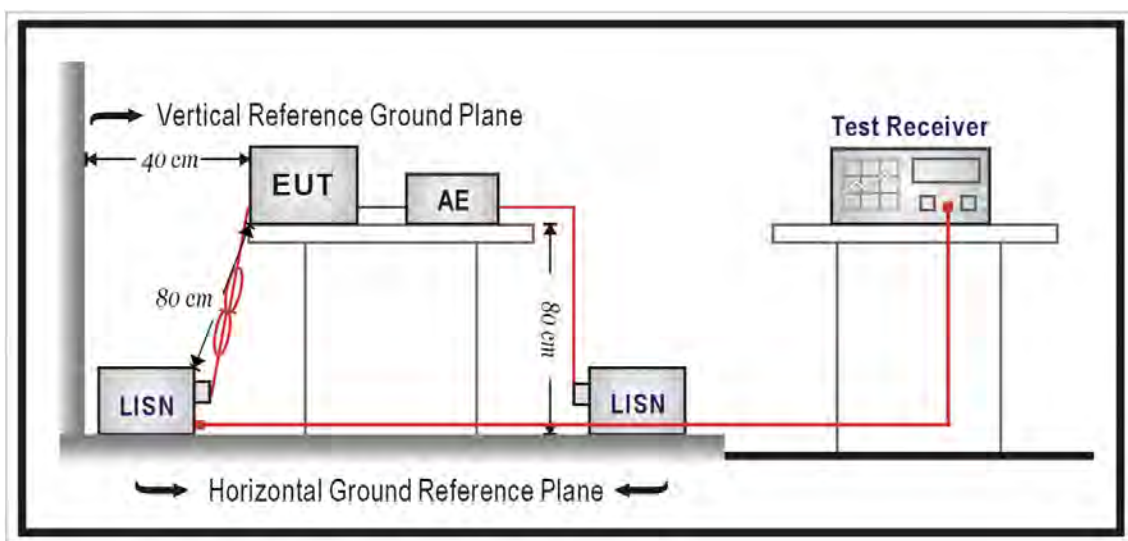 Vertical Reference Ground Plane
Test Receiver
40 cm
EUT
AE
80 cm
80 cm
LISN
LISN
Horizontal Ground Reference Plane